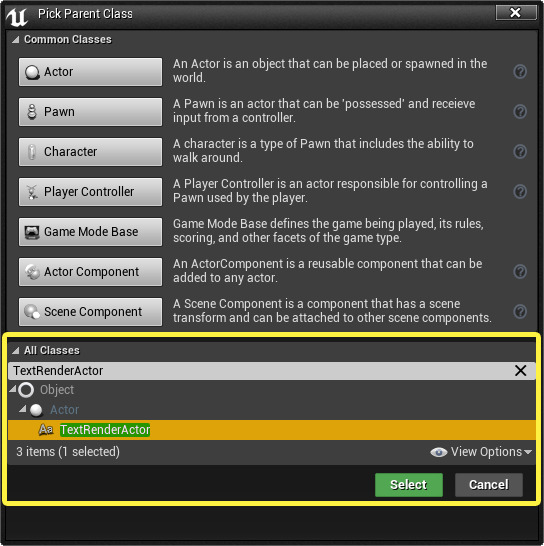 Pick Parent Class
Common Classes
Actor
An Actor is an object that can be placed or spawned in the
world.
Pawn
A Pawn is an actor that can be 'possessed' and receieve
input from a controller.
Character
A character is a type of Pawn that includes the ability to
walk around.
Player Controller
A Player Controller is an actor responsible for controlling a
Pawn used by the player.
Game Mode Base
Game Mode Base defines the game being played, its rules,
scoring, and other facets of the game type.
Actor Component
An ActorComponent is a reusable component that can be
added to any actor.
Scene Component
A Scene Component is a component that has a scene
transform and can be attached to other scene components.
All Classes
TextRenderActor
Object
Actor
Aa TextRenderActor
3 items (1 selected)
View Options
Select
Cancel